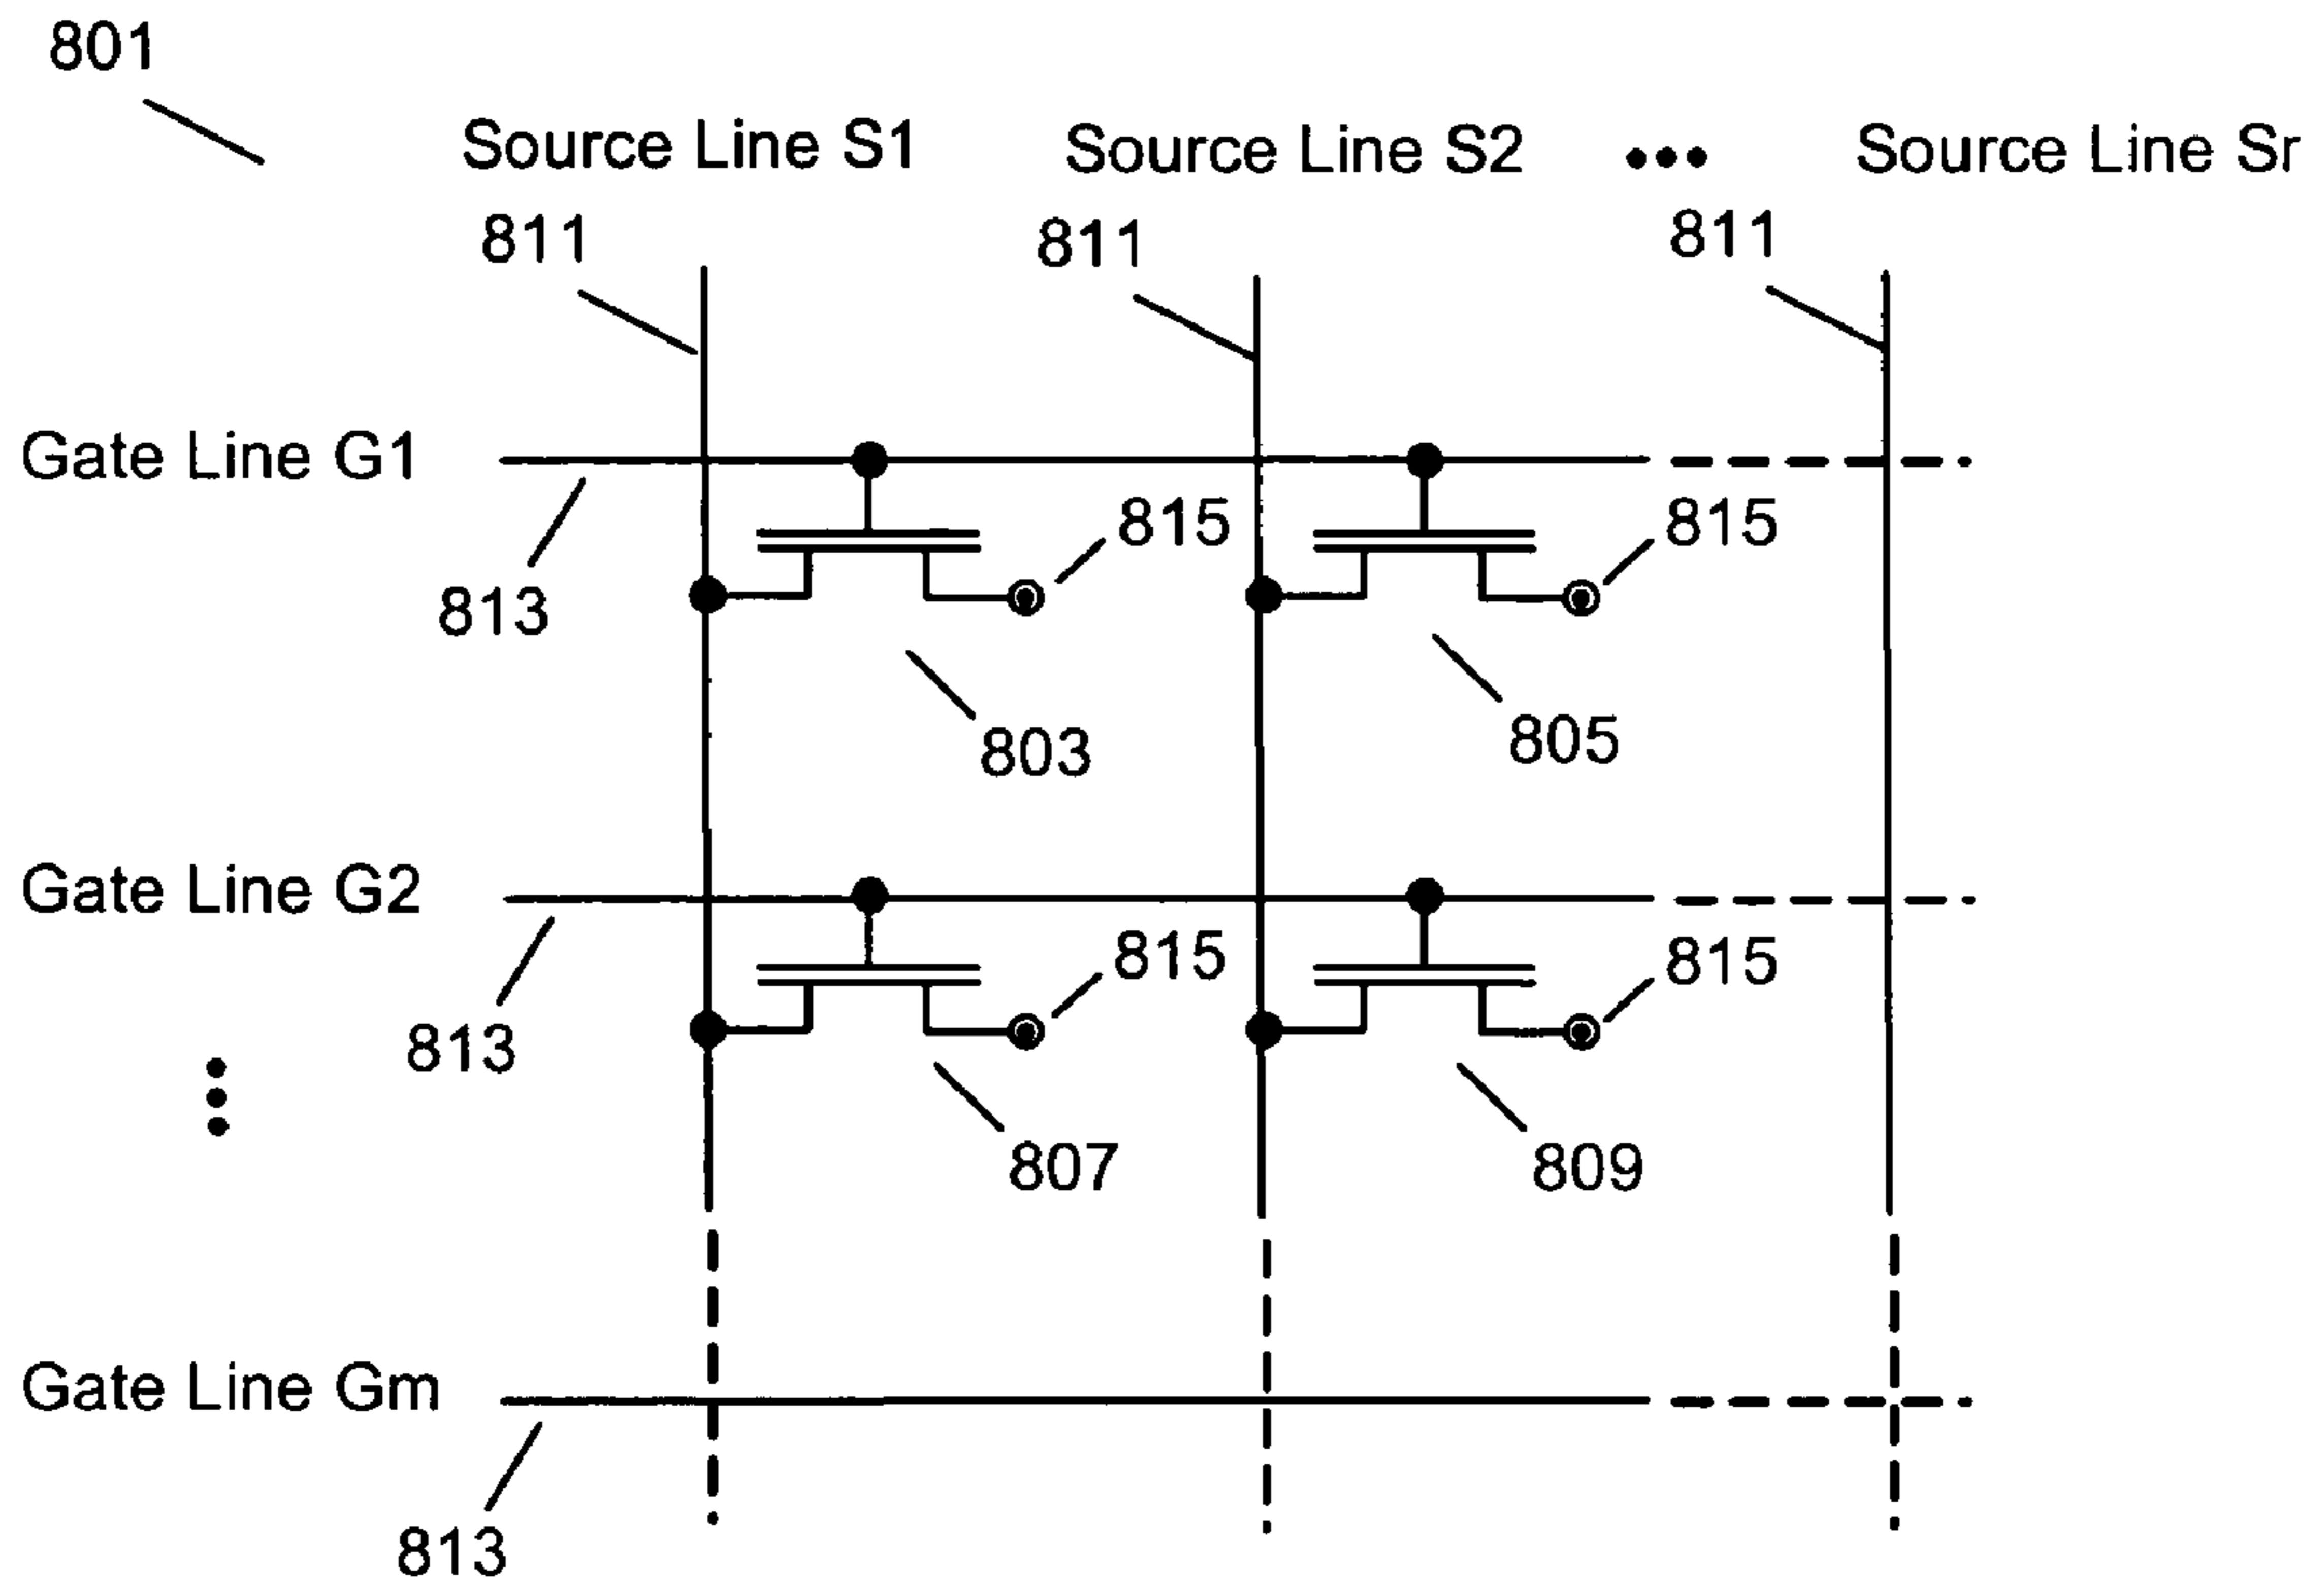 801
Source Line S1 Source Line S2 ••• Source Line Sr
811 811 811
Gate Line G1
815 815
813
803 805
Gate Line G2
815 815
813
807 809
Gate Line Gm
813